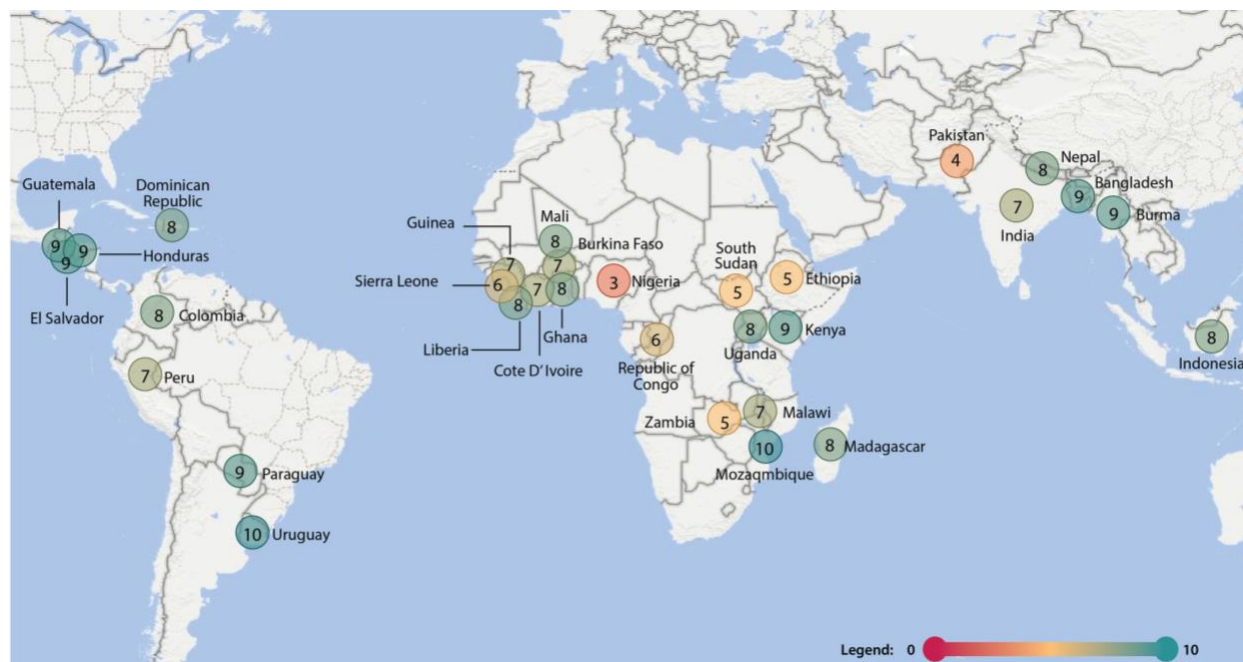 Pakistan
4
Nepal
8
Bangladesh
9
Burma
9
India
7
Guatemala
9
Dominican
Republic
8
9
Honduras
9
El Salvador
Guinea
7
Mali
8
Burkina Faso
7
South
Sudan
5
Ethiopia
5
Sierra Leone
6
3
Nigeria
7
8
8
Colombia
8
Liberia
Ghana
Cote D' Ivoire
6
Republic of
Congo
8
Uganda
9
Kenya
8
Indonesia
7
Peru
Zambia
5
7
Malawi
10
Mozaqmbique
8
Madagascar
9
Paraguay
10
Uruguay
Legend: 0
10